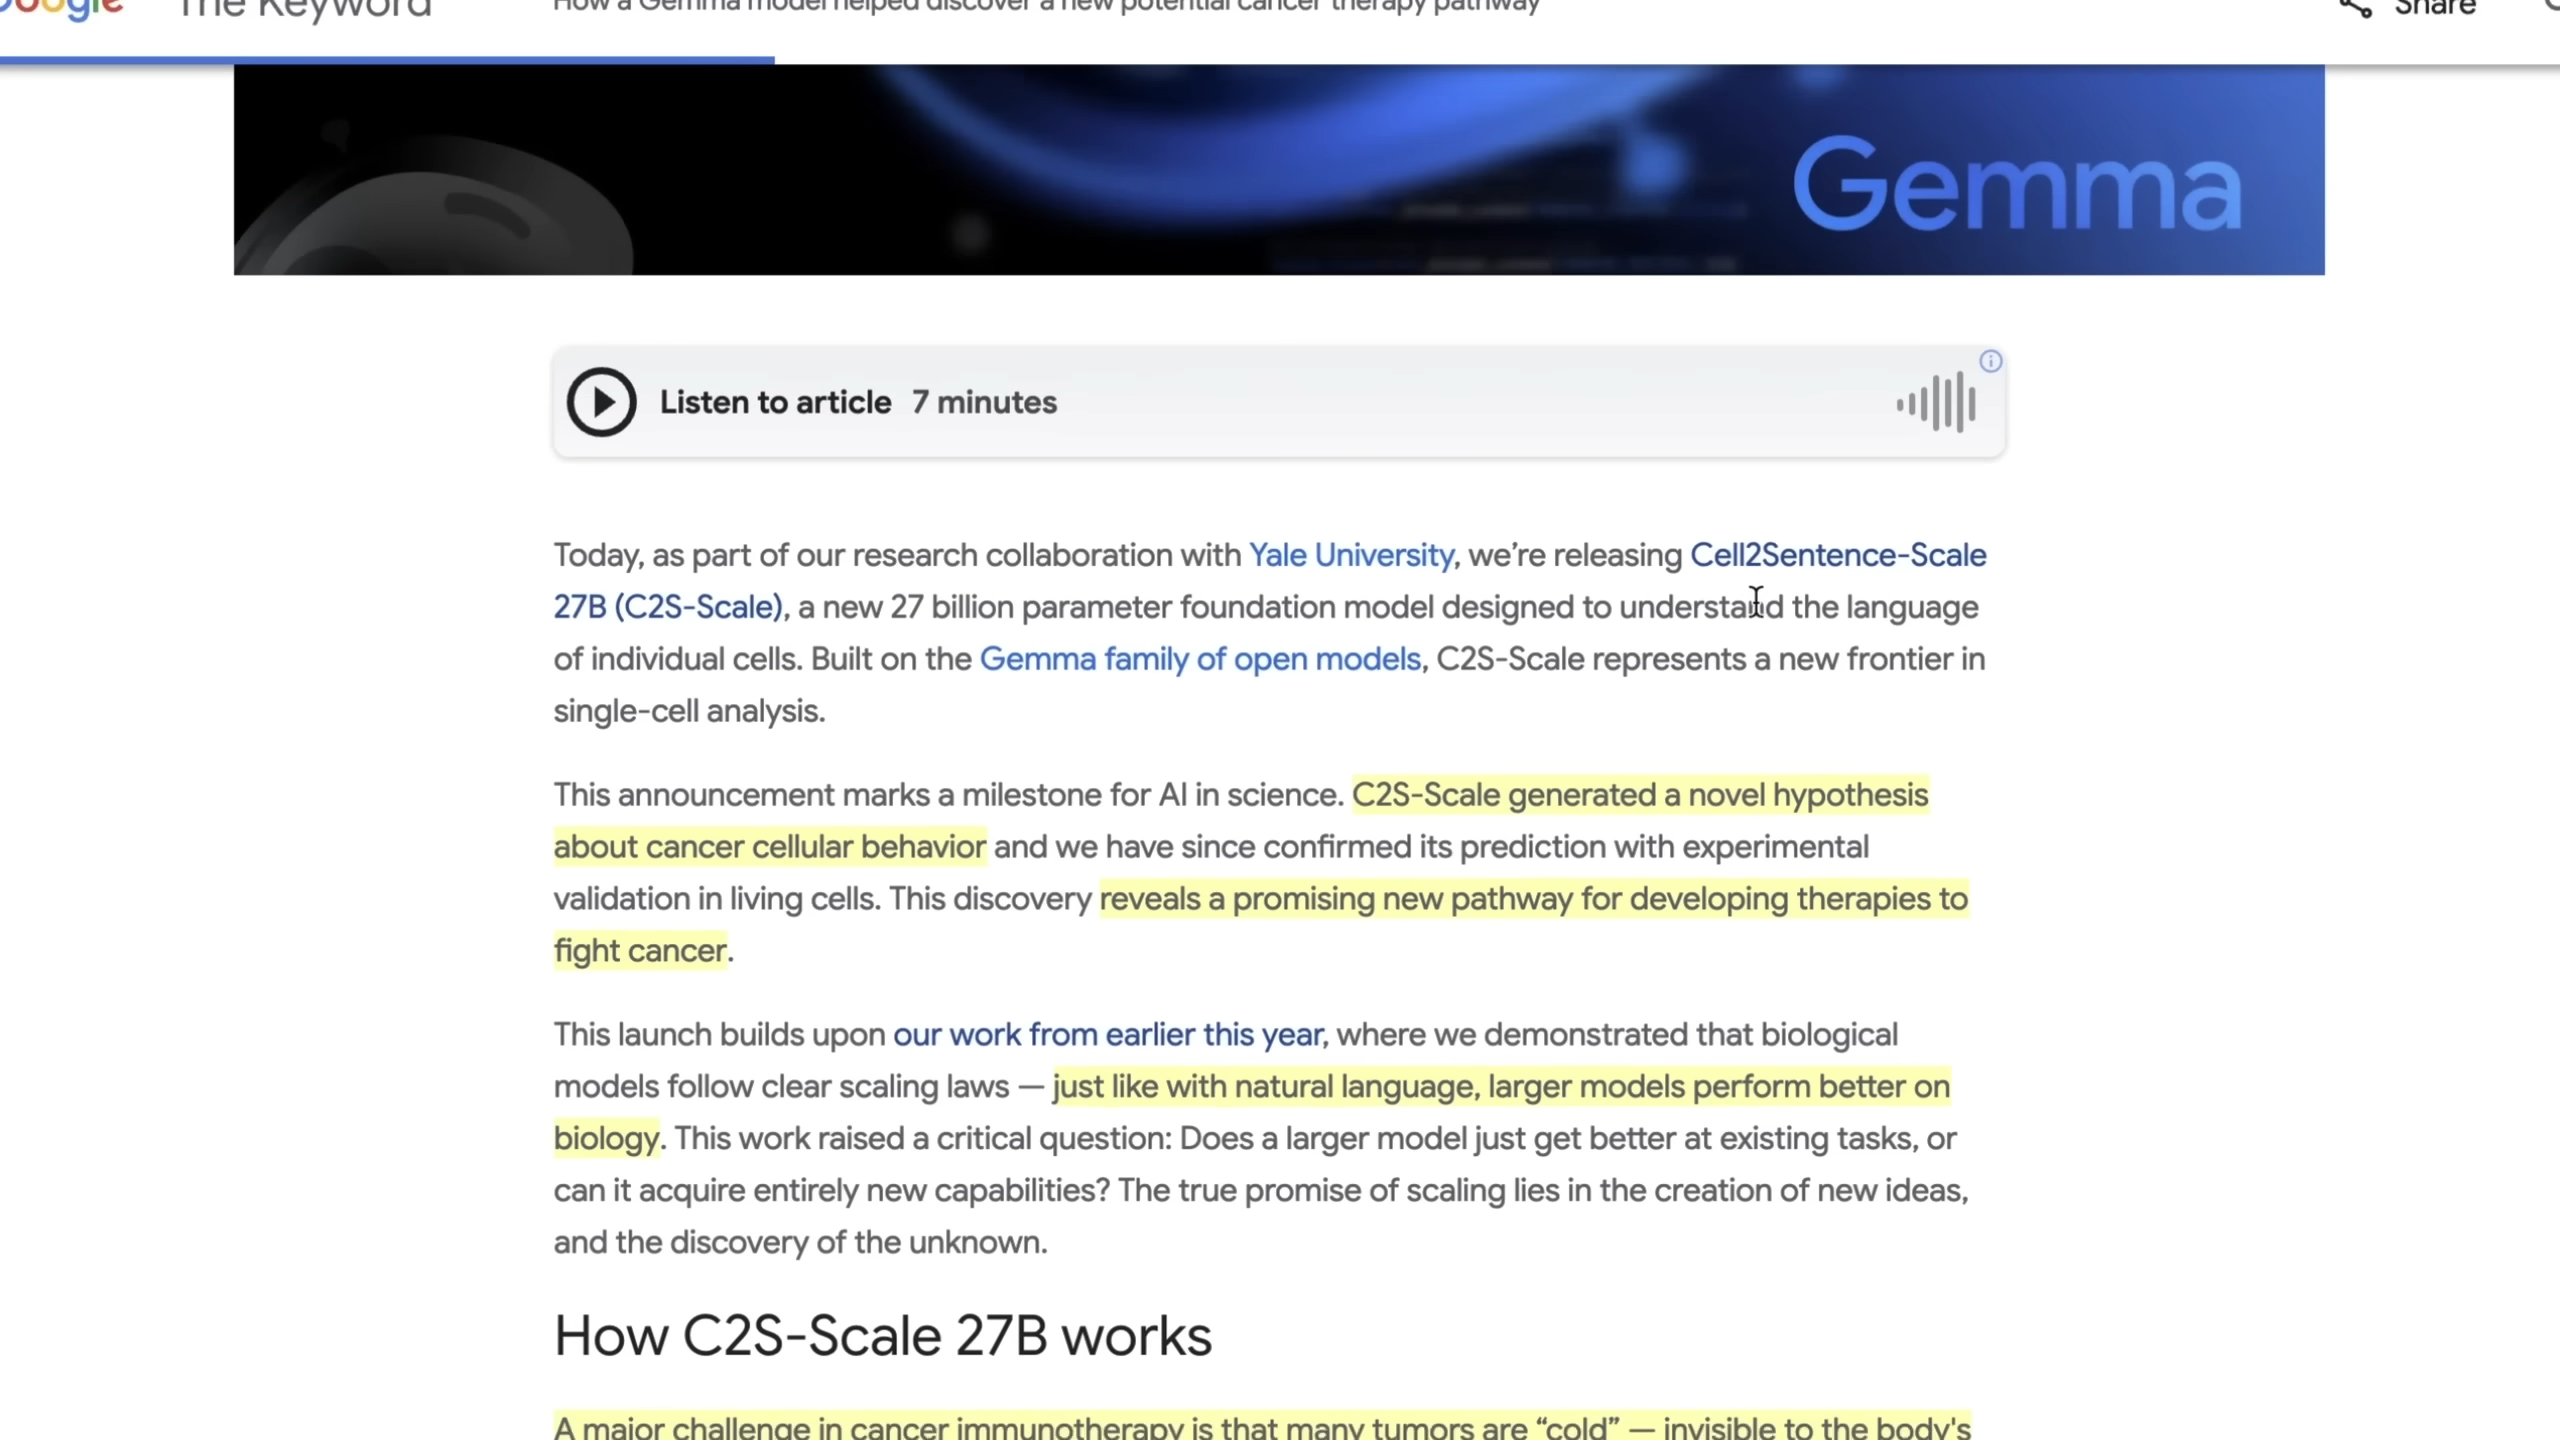 Google The Keyword How a Gemma model helped discover a new potential cancer therapy pathway Share
Gemma
Listen to article 7 minutes
Today, as part of our research collaboration with Yale University, we’re releasing Cell2Sentence-Scale
27B (C2S-Scale), a new 27 billion parameter foundation model designed to understand the language
of individual cells. Built on the Gemma family of open models, C2S-Scale represents a new frontier in
single-cell analysis.
This announcement marks a milestone for AI in science. C2S-Scale generated a novel hypothesis
about cancer cellular behavior and we have since confirmed its prediction with experimental
validation in living cells. This discovery reveals a promising new pathway for developing therapies to
fight cancer.
This launch builds upon our work from earlier this year, where we demonstrated that biological
models follow clear scaling laws — just like with natural language, larger models perform better on
biology. This work raised a critical question: Does a larger model just get better at existing tasks, or
can it acquire entirely new capabilities? The true promise of scaling lies in the creation of new ideas,
and the discovery of the unknown.
How C2S-Scale 27B works
A major challenge in cancer immunotherapy is that many tumors are “cold” — invisible to the body's